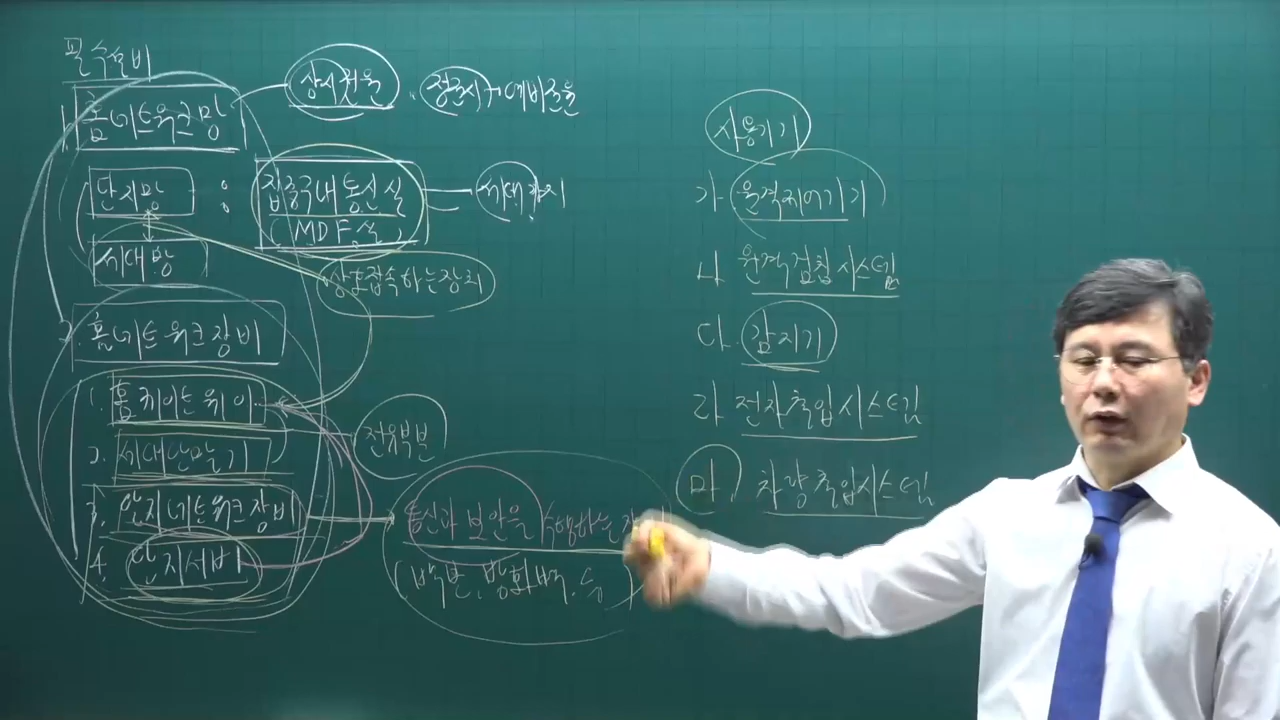 필수설비
1. 홈네트워크망 상시전원, 정전시 → 예비전원
단지망 : 집중구내통신실 세대까지
(MDF실)
세대망 상호접속하는장치
2. 홈네트워크장비
1. 홈게이트웨이
2. 세대단말기 전유부분
3. 단지네트워크장비 통신과 보안을 수행하는
4. 단지서버 (백본, 방화벽, 등)
사용기기
가. 원격제어기기
나 원격검침시스템
다. 감지기
라 전자출입시스템
마. 차량출입시스템